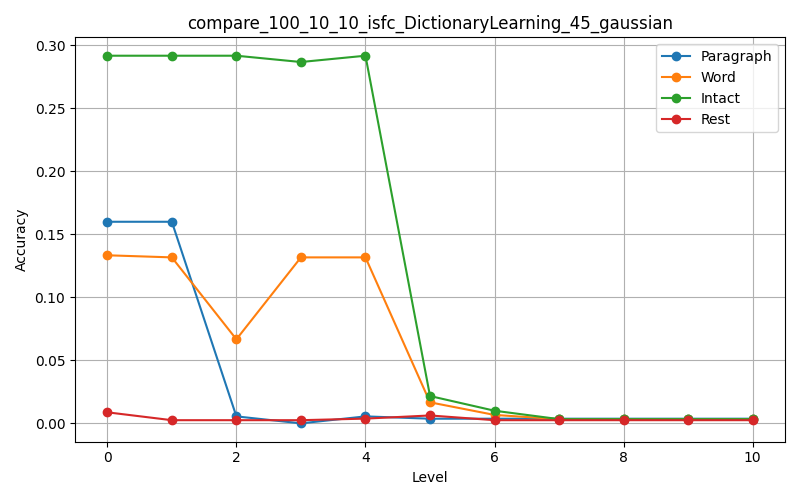 compare_100_10_10_isfc_DictionaryLearning_45_gaussian
Paragraph
Word
Intact
Rest
Accuracy
0.30
0.25
0.20
0.15
0.10
0.05
0.00
0 2 4 6 8 10
Level